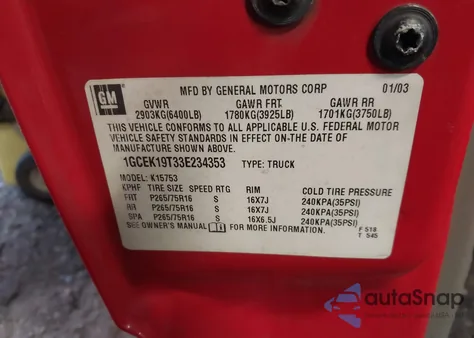 GM
MFD BY GENERAL MOTORS CORP 01/03
GVWR GAWR FRT GAWR RR
2903KG(6400LB) 1780KG(3925LB) 1701KG(3750LB)
THIS VEHICLE CONFORMS TO ALL APPLICABLE U.S. FEDERAL MOTOR
VEHICLE SAFETY STANDARDS IN EFFECT ON-THE DATE OF
MANUFACTURE SHOWN ABOVE.
1GCEK19T33E234353 TYPE: TRUCK
MODEL: K15753
KPHF TIRE SIZE SPEED RTG RIM COLD TIRE PRESSURE
FRT P265/75R16 S 16X7J 240KPA(35PSI)
RR P265/75R16 S 16X7J 240KPA(35PSI)
SPA P265/75R16 S 16X6.5J 240KPA(35PSI)
SEE OWNER'S MANUAL FOR MORE INFORMATION. F 519
T 545
autoSnap